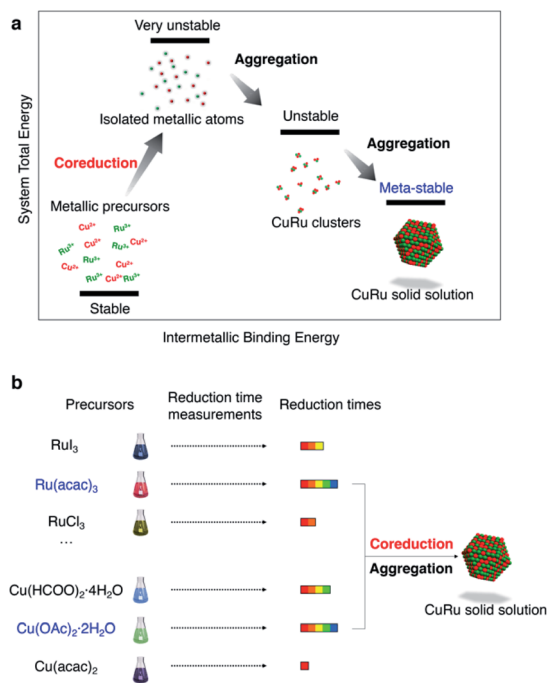 a
Very unstable
Aggregation
Isolated metallic atoms
Unstable
Aggregation
Coreduction
Meta-stable
Metallic precursors
CuRu clusters
Cu²⁺ Ru³⁺
Ru³⁺ Cu²⁺ Ru³⁺ Cu²⁺
Cu²⁺ Ru³⁺ Cu²⁺
Ru³⁺ Cu²⁺ Ru³⁺
CuRu solid solution
Stable
System Total Energy
Intermetallic Binding Energy
b
Precursors
Reduction time
measurements
Reduction times
RuI₃
Ru(acac)₃
RuCl₃
...
Coreduction
Aggregation
Cu(HCOO)₂·4H₂O
CuRu solid solution
Cu(OAc)₂·2H₂O
Cu(acac)₂